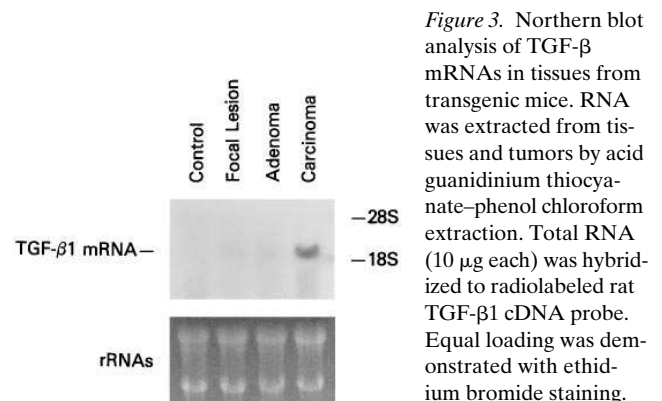 Control
Focal Lesion
Adenoma
Carcinoma
–28S
TGF-β1 mRNA–
–18S
rRNAs
Figure 3. Northern blot
analysis of TGF-β
mRNAs in tissues from
transgenic mice. RNA
was extracted from tis-
sues and tumors by acid
guanidinium thiocya-
nate–phenol chloroform
extraction. Total RNA
(10 μg each) was hybrid-
ized to radiolabeled rat
TGF-β1 cDNA probe.
Equal loading was dem-
onstrated with ethid-
ium bromide staining.